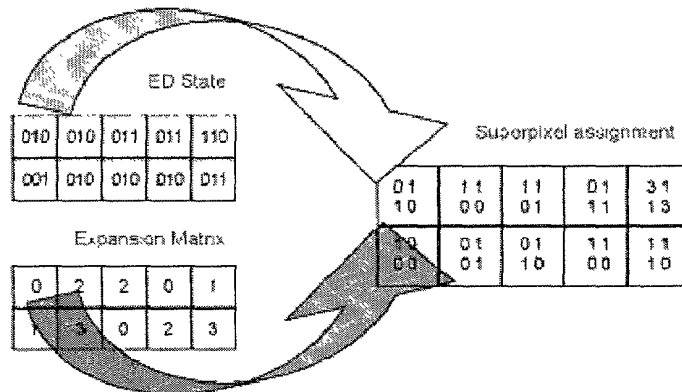 ED State
010 010 011 011 110
001 010 010 010 011
Superpixel assignment
01 11 11 01 31
10 00 01 11 13
10 01 01 11 11
00 01 10 00 10
Expansion Matrix
0 2 2 0 1
1 3 0 2 3